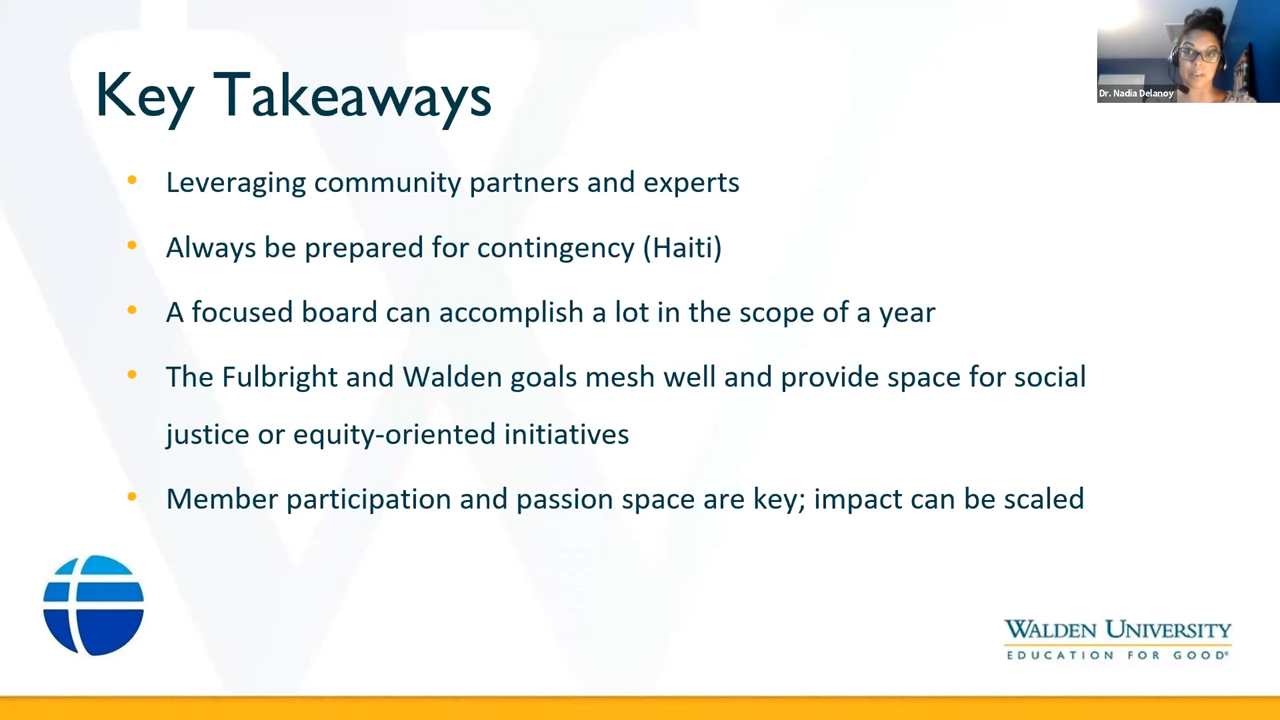 Key Takeaways
Dr. Nadia Delanoy
• Leveraging community partners and experts
• Always be prepared for contingency (Haiti)
• A focused board can accomplish a lot in the scope of a year
• The Fulbright and Walden goals mesh well and provide space for social
justice or equity-oriented initiatives
• Member participation and passion space are key; impact can be scaled
WALDEN UNIVERSITY
EDUCATION FOR GOOD®